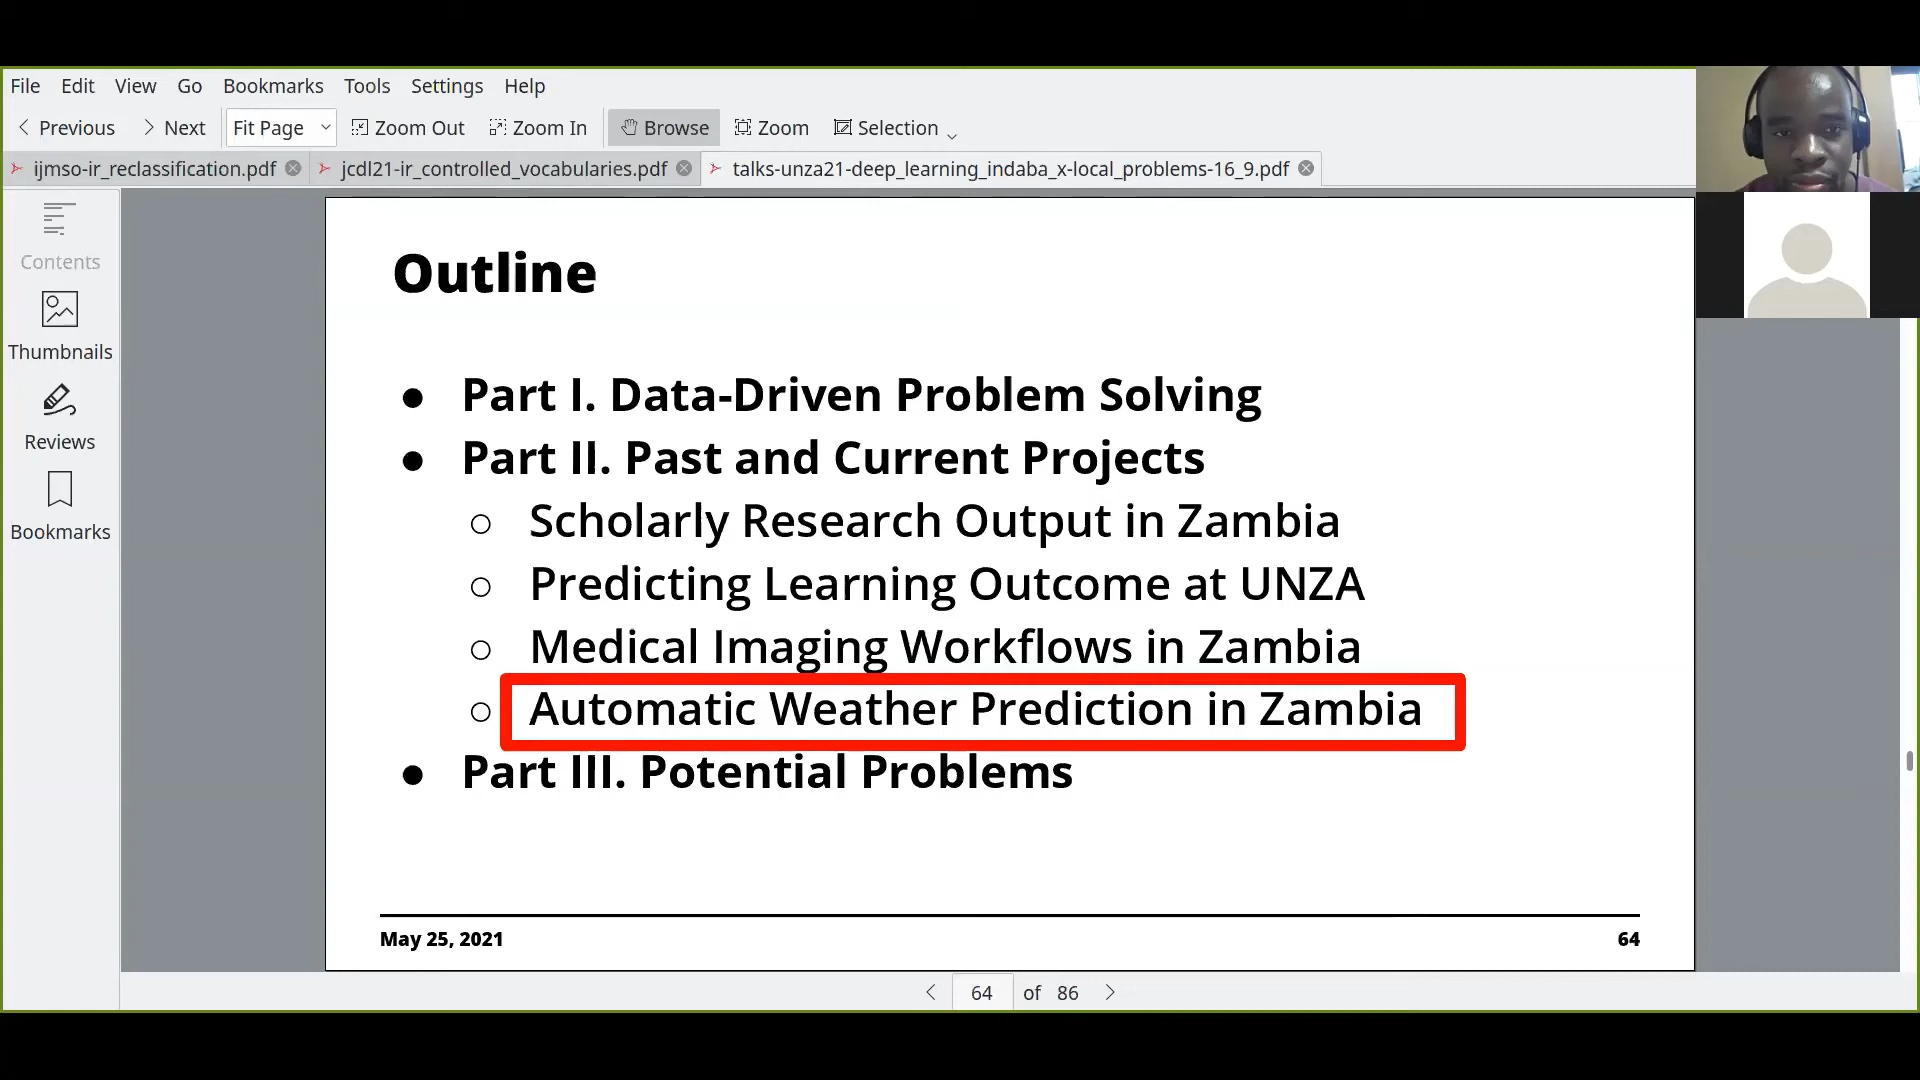 File Edit View Go Bookmarks Tools Settings Help
Previous Next Fit Page Zoom Out Zoom In Browse Zoom Selection
ijmso-ir_reclassification.pdf jcdl21-ir_controlled_vocabularies.pdf talks-unza21-deep_learning_indaba_x-local_problems-16_9.pdf
Contents
Thumbnails
Reviews
Bookmarks
Outline
● Part I. Data-Driven Problem Solving
● Part II. Past and Current Projects
○ Scholarly Research Output in Zambia
○ Predicting Learning Outcome at UNZA
○ Medical Imaging Workflows in Zambia
○ Automatic Weather Prediction in Zambia
● Part III. Potential Problems
May 25, 2021 64
64 of 86